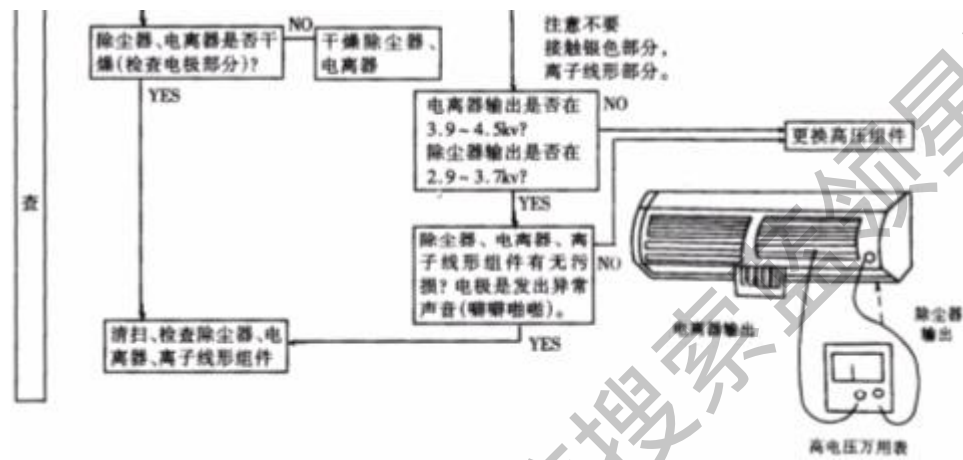 除尘器、电离器是否干
燥(检查电极部分)?
NO
干燥除尘器、
电离器
YES
注意不要
接触银色部分,
离子线形部分。
电离器输出是否在
3.9~4.5kv?
除尘器输出是否在
2.9~3.7kv?
NO
更换高压组件
YES
查
除尘器、电离器、离
子线形组件有无污
损?电极是发出异常
声音(噼噼啪啪)。
NO
YES
清扫、检查除尘器、电
离器、离子线形组件
电离器输出
除尘器
输出
高电压万用表
搜索蓝领星